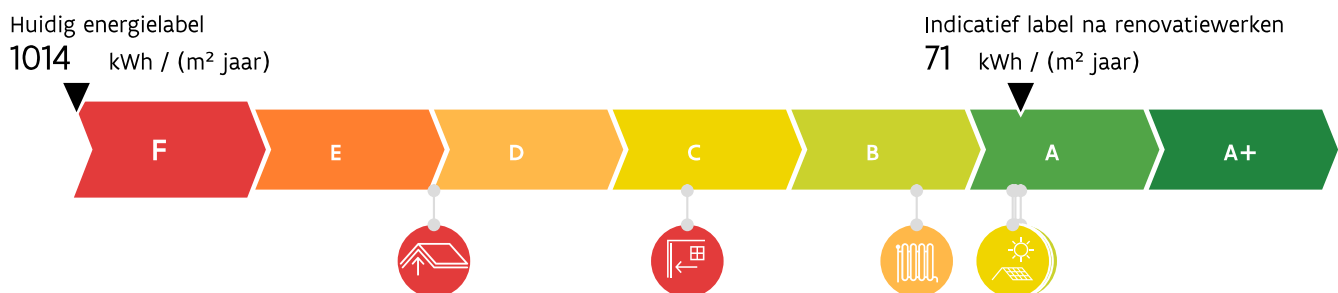 Huidig energielabel
1014 kWh / (m² jaar)
Indicatief label na renovatiewerken
71 kWh / (m² jaar)
F E D C B A A+